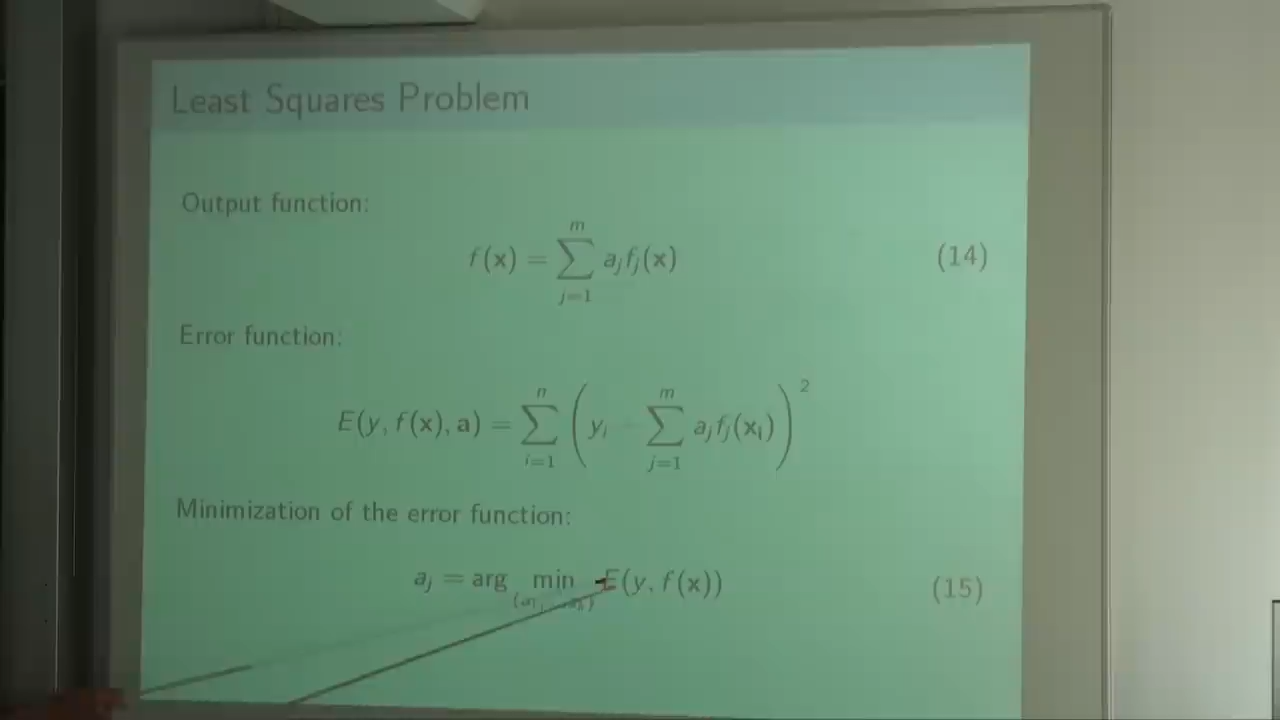 Least Squares Problem
Output function:
f(x) = ∑_{j=1}^{m} a_j f_j(x) (14)
Error function:
E(y, f(x), a) = ∑_{i=1}^{n} ( y_i − ∑_{j=1}^{m} a_j f_j(x_i) )^2
Minimization of the error function:
a_j = arg min E(y, f(x)) (15)